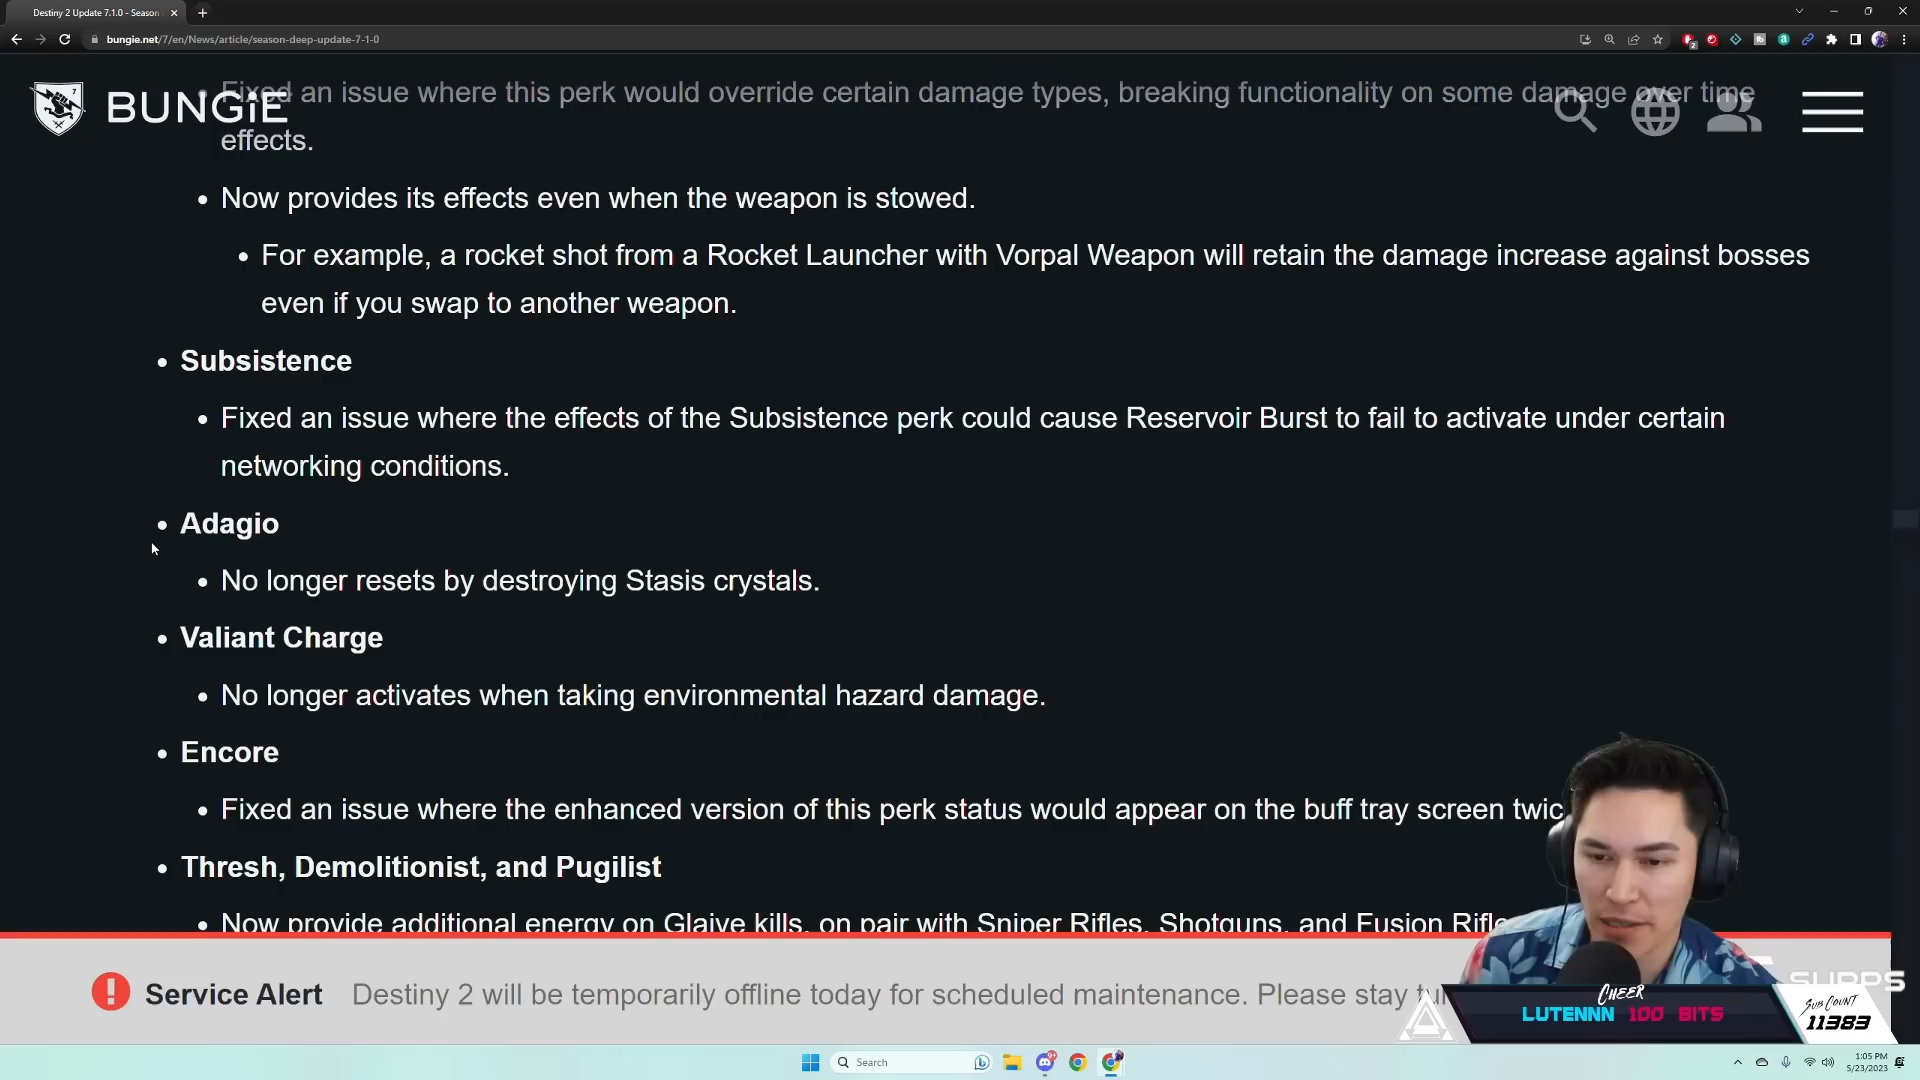 Destiny 2 Update 7.1.0 - Season
bungie.net/7/en/News/article/season-deep-update-7-1-0
BUNGiE
Fixed an issue where this perk would override certain damage types, breaking functionality on some damage over time
effects.
Now provides its effects even when the weapon is stowed.
For example, a rocket shot from a Rocket Launcher with Vorpal Weapon will retain the damage increase against bosses
even if you swap to another weapon.
Subsistence
Fixed an issue where the effects of the Subsistence perk could cause Reservoir Burst to fail to activate under certain
networking conditions.
Adagio
No longer resets by destroying Stasis crystals.
Valiant Charge
No longer activates when taking environmental hazard damage.
Encore
Fixed an issue where the enhanced version of this perk status would appear on the buff tray screen twic
Thresh, Demolitionist, and Pugilist
Now provide additional energy on Glaive kills, on pair with Sniper Rifles, Shotguns, and Fusion Rifle
Service Alert Destiny 2 will be temporarily offline today for scheduled maintenance. Please stay tu
SUPPS
CHEER
LUTENNN 100 BITS
SUB COUNT
11383
Search
1:05 PM
5/23/2023